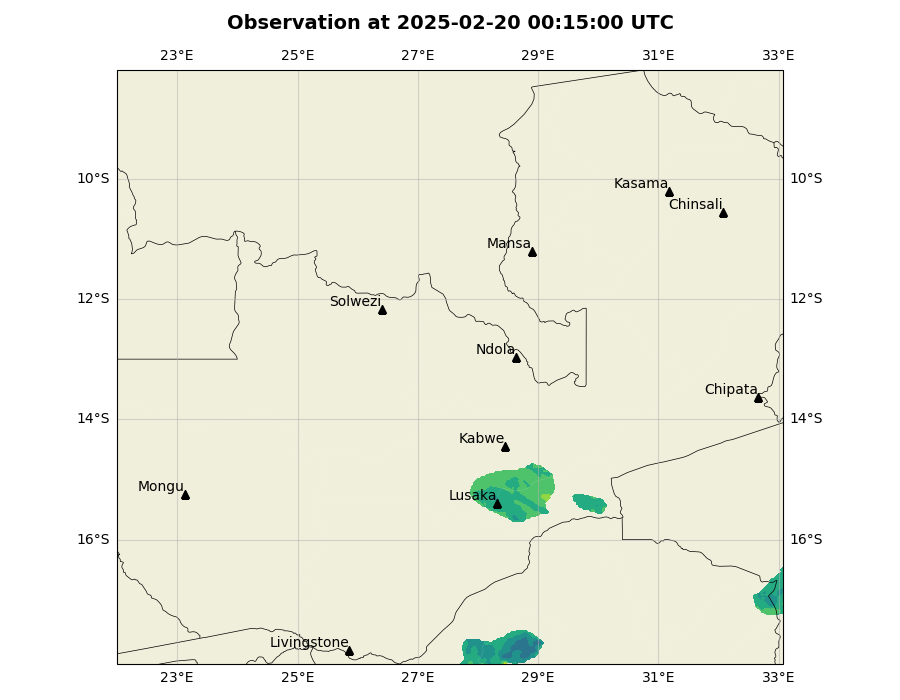 Observation at 2025-02-20 00:15:00 UTC
23°E 25°E 27°E 29°E 31°E 33°E
10°S 10°S
Kasama
Chinsali
Mansa
12°S 12°S
Solwezi
Ndola
Chipata
14°S 14°S
Kabwe
Mongu
Lusaka
16°S 16°S
Livingstone
23°E 25°E 27°E 29°E 31°E 33°E